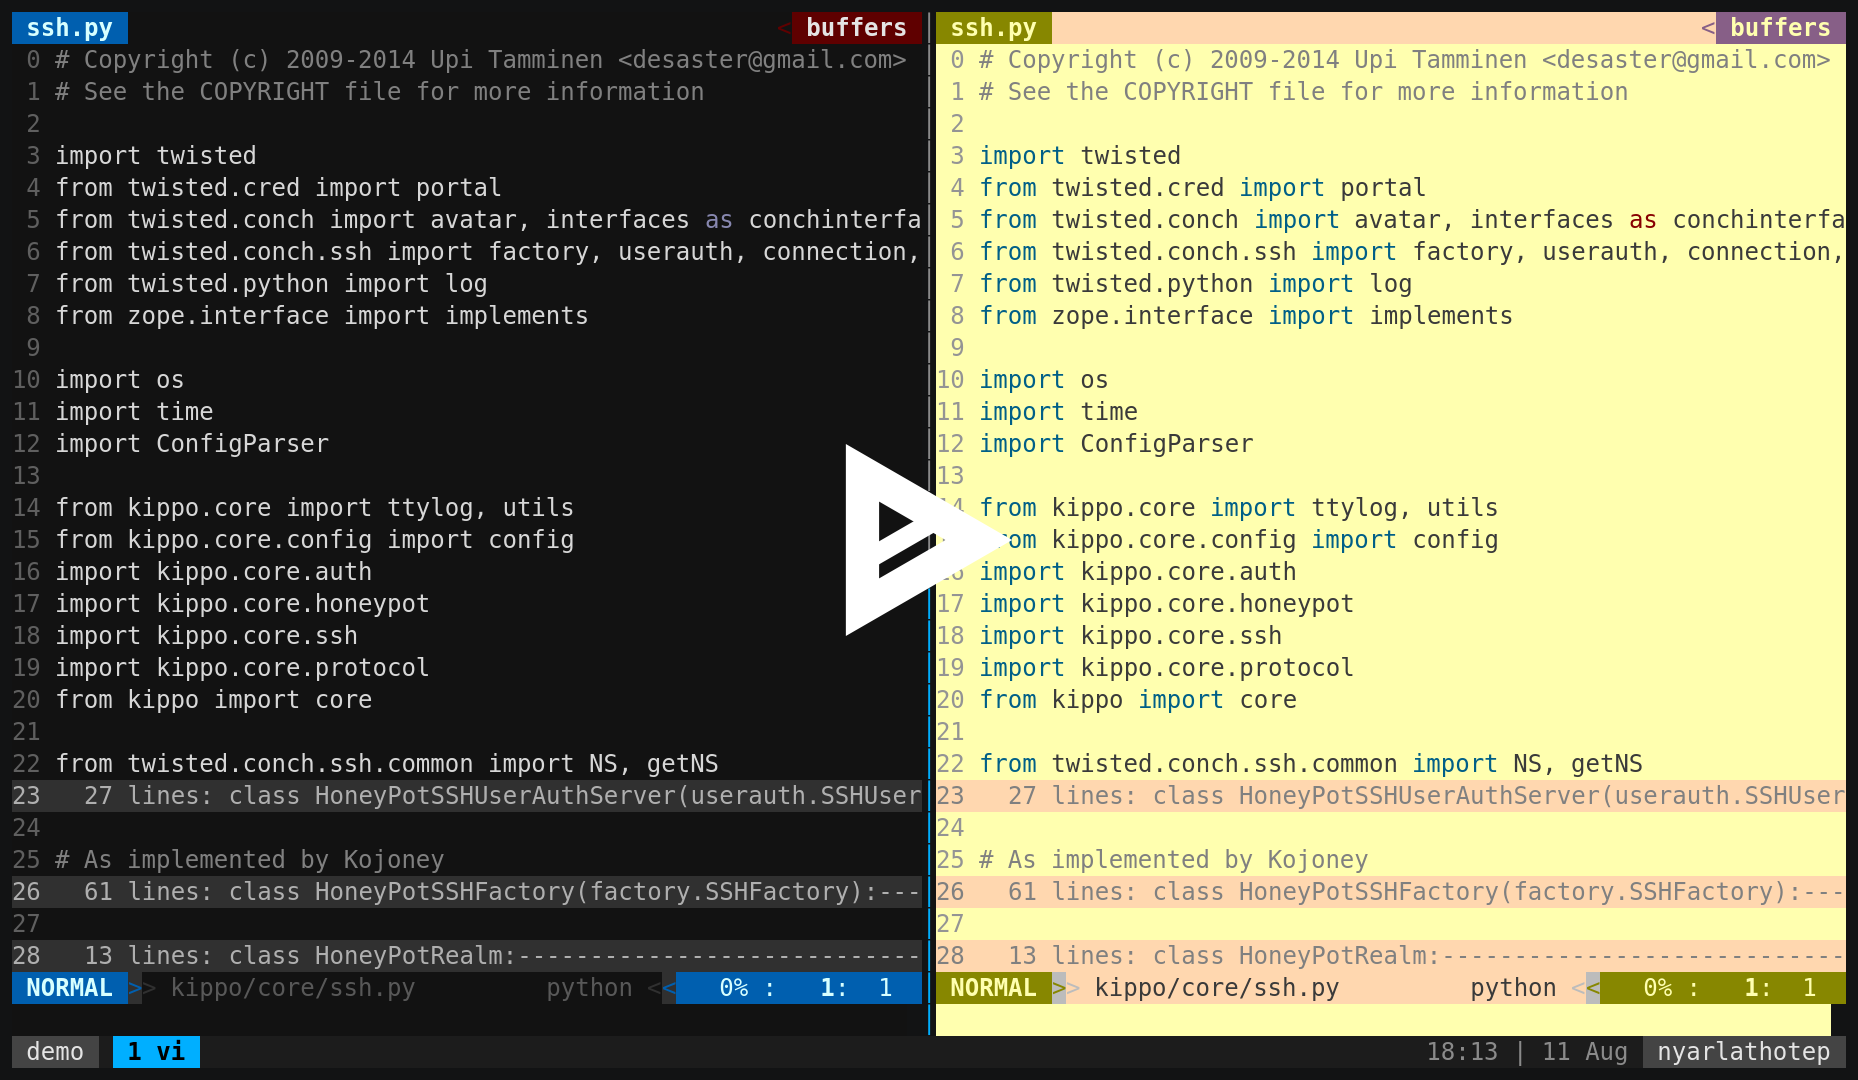 ssh.py < buffers
0 # Copyright (c) 2009-2014 Upi Tamminen <desaster@gmail.com>
1 # See the COPYRIGHT file for more information
2
3 import twisted
4 from twisted.cred import portal
5 from twisted.conch import avatar, interfaces as conchinterfa
6 from twisted.conch.ssh import factory, userauth, connection,
7 from twisted.python import log
8 from zope.interface import implements
9
10 import os
11 import time
12 import ConfigParser
13
14 from kippo.core import ttylog, utils
15 from kippo.core.config import config
16 import kippo.core.auth
17 import kippo.core.honeypot
18 import kippo.core.ssh
19 import kippo.core.protocol
20 from kippo import core
21
22 from twisted.conch.ssh.common import NS, getNS
23   27 lines: class HoneyPotSSHUserAuthServer(userauth.SSHUser
24
25 # As implemented by Kojoney
26   61 lines: class HoneyPotSSHFactory(factory.SSHFactory):---
27
28   13 lines: class HoneyPotRealm:----------------------------
NORMAL >> kippo/core/ssh.py python << 0% : 1: 1
ssh.py < buffers
0 # Copyright (c) 2009-2014 Upi Tamminen <desaster@gmail.com>
1 # See the COPYRIGHT file for more information
2
3 import twisted
4 from twisted.cred import portal
5 from twisted.conch import avatar, interfaces as conchinterfa
6 from twisted.conch.ssh import factory, userauth, connection,
7 from twisted.python import log
8 from zope.interface import implements
9
10 import os
11 import time
12 import ConfigParser
13
from kippo.core import ttylog, utils
kippo.core.config import config
import kippo.core.auth
17 import kippo.core.honeypot
18 import kippo.core.ssh
19 import kippo.core.protocol
20 from kippo import core
21
22 from twisted.conch.ssh.common import NS, getNS
23   27 lines: class HoneyPotSSHUserAuthServer(userauth.SSHUser
24
25 # As implemented by Kojoney
26   61 lines: class HoneyPotSSHFactory(factory.SSHFactory):---
27
28   13 lines: class HoneyPotRealm:----------------------------
NORMAL >> kippo/core/ssh.py python << 0% : 1: 1
demo 1 vi 18:13 | 11 Aug nyarlathotep